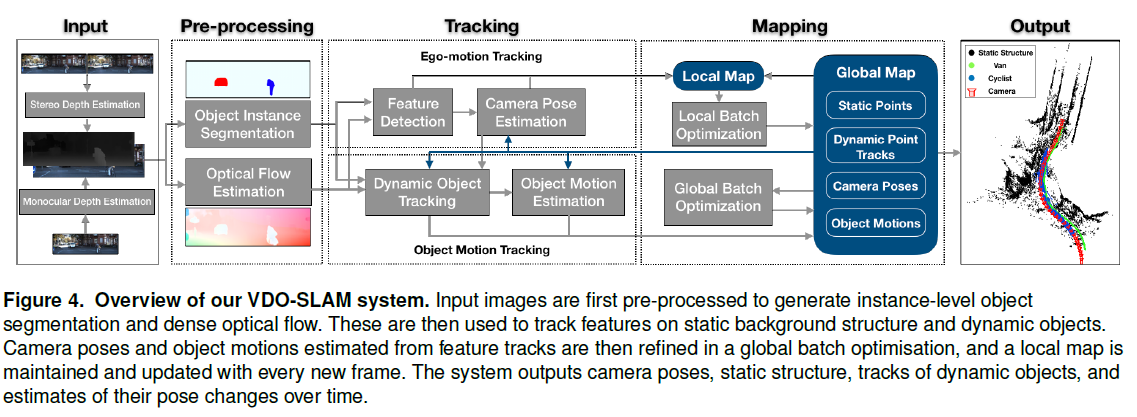 Input
Pre-processing
Tracking
Mapping
Output
Stereo Depth Estimation
Monocular Depth Estimation
Object Instance
Segmentation
Optical Flow
Estimation
Ego-motion Tracking
Feature
Detection
Camera Pose
Estimation
Dynamic Object
Tracking
Object Motion
Estimation
Object Motion Tracking
Local Map
Local Batch
Optimization
Global Batch
Optimization
Global Map
Static Points
Dynamic Point
Tracks
Camera Poses
Object Motions
Static Structure
Van
Cyclist
Camera
Figure 4. Overview of our VDO-SLAM system. Input images are first pre-processed to generate instance-level object
segmentation and dense optical flow. These are then used to track features on static background structure and dynamic objects.
Camera poses and object motions estimated from feature tracks are then refined in a global batch optimisation, and a local map is
maintained and updated with every new frame. The system outputs camera poses, static structure, tracks of dynamic objects, and
estimates of their pose changes over time.